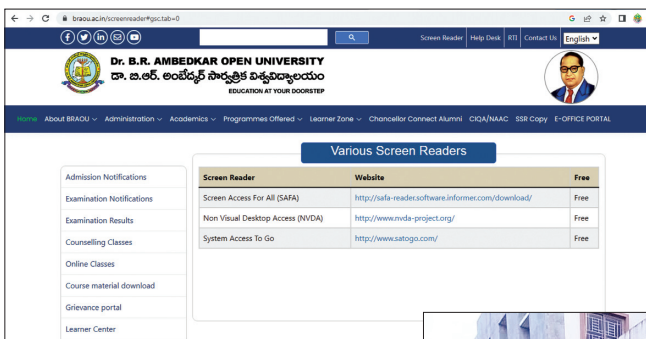 braou.ac.in/screenreader#gsc.tab=0
Screen Reader Help Desk RTI Contact Us English
Dr. B.R. AMBEDKAR OPEN UNIVERSITY
డా. బి.ఆర్. అంబేద్కర్ సార్వత్రిక విశ్వవిద్యాలయం
EDUCATION AT YOUR DOORSTEP
Home About BRAOU Administration Academics Programmes Offered Learner Zone Chancellor Connect Alumni CIQA/NAAC SSR Copy E-OFFICE PORTAL
Various Screen Readers
Admission Notifications
Examination Notifications
Examination Results
Counselling Classes
Online Classes
Course material download
Grievance portal
Learner Center
Screen Reader Website Free
Screen Access For All (SAFA) http://safa-reader.software.informer.com/download/ Free
Non Visual Desktop Access (NVDA) http://www.nvda-project.org/ Free
System Access To Go http://www.satogo.com/ Free